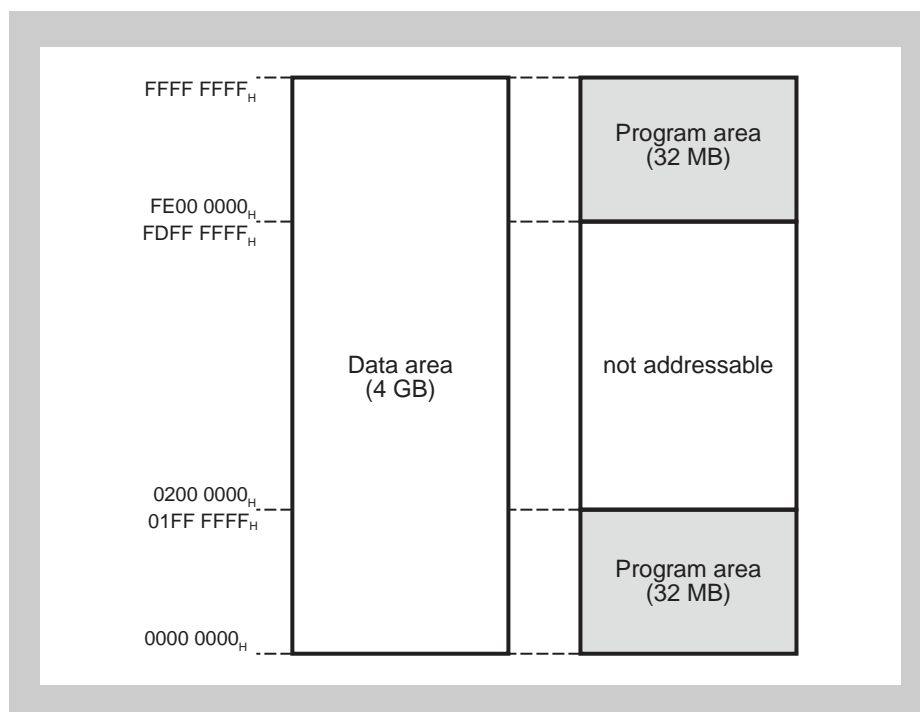 FFFF FFFFH
FE00 0000H
FDFF FFFFH
0200 0000H
01FF FFFFH
0000 0000H
Data area
(4 GB)
Program area
(32 MB)
not addressable
Program area
(32 MB)